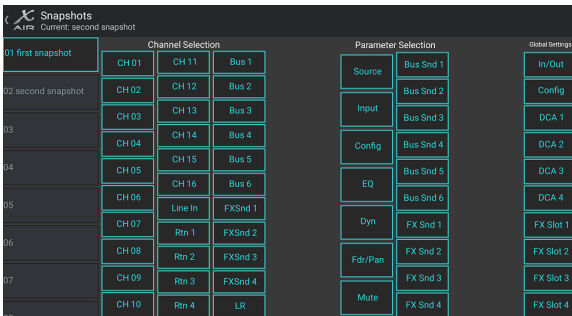 Snapshots
X AIR Current: second snapshot
Channel Selection
Parameter Selection
Global Settings
01 first snapshot
02 second snapshot
03
04
05
06
07
CH 01
CH 02
CH 03
CH 04
CH 05
CH 06
CH 07
CH 08
CH 09
CH 10
CH 11
CH 12
CH 13
CH 14
CH 15
CH 16
Line In
Rtn 1
Rtn 2
Rtn 3
Rtn 4
Bus 1
Bus 2
Bus 3
Bus 4
Bus 5
Bus 6
FXSnd 1
FXSnd 2
FXSnd 3
FXSnd 4
LR
Source
Input
Config
EQ
Dyn
Fdr/Pan
Mute
Bus Snd 1
Bus Snd 2
Bus Snd 3
Bus Snd 4
Bus Snd 5
Bus Snd 6
FX Snd 1
FX Snd 2
FX Snd 3
FX Snd 4
In/Out
Config
DCA 1
DCA 2
DCA 3
DCA 4
FX Slot 1
FX Slot 2
FX Slot 3
FX Slot 4